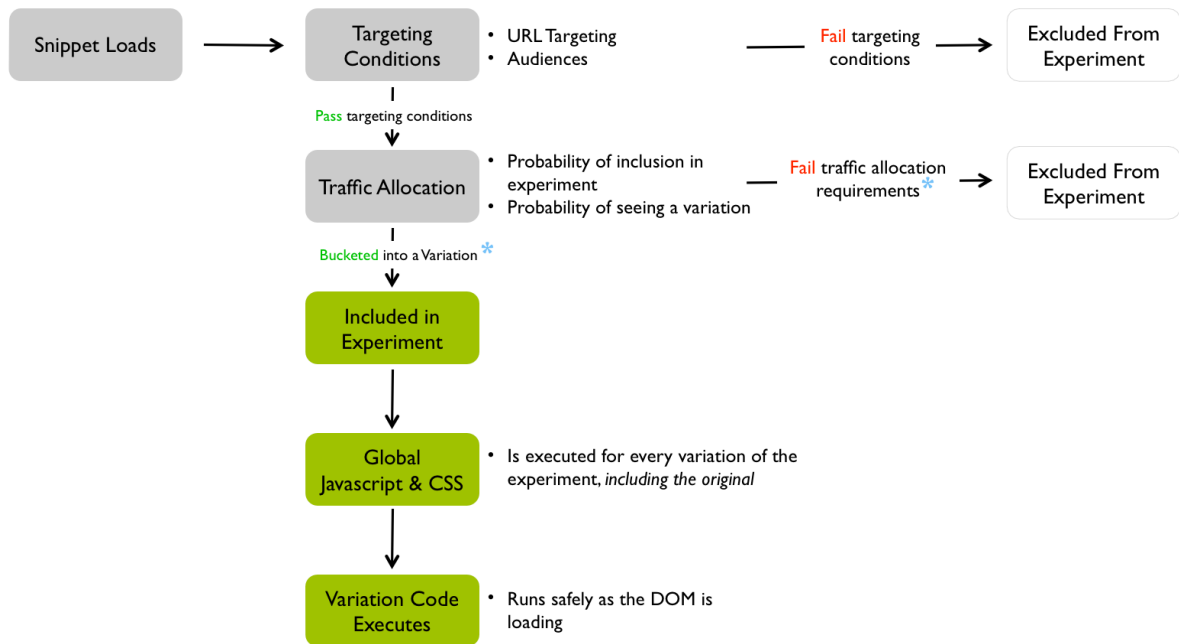 Snippet Loads
Targeting
Conditions
• URL Targeting
• Audiences
Fail targeting
conditions
Excluded From
Experiment
Pass targeting conditions
Traffic Allocation
• Probability of inclusion in
experiment
• Probability of seeing a variation
Fail traffic allocation
requirements*
Excluded From
Experiment
Bucketed into a Variation *
Included in
Experiment
Global
Javascript & CSS
• Is executed for every variation of the
experiment, including the original
Variation Code
Executes
• Runs safely as the DOM is
loading